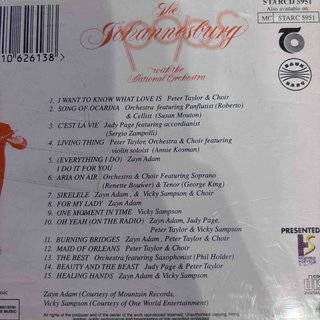 STARCD 5951
Also available on
MC STARC 5951
The
Johannesburg
POPS
with the
National Orchestra
10 626138
1. I WANT TO KNOW WHAT LOVE IS Peter Taylor & Choir
2. SONG OF OCARINA Orchestra featuring Panflutist (Roberto)
& Cellist (Susan Mouton)
3. C'EST LA VIE Judy Page featuring accordianist
(Sergio Zampolli)
4. LIVING THING Peter Taylor, Orchestra & Choir featuring
violin soloist (Annie Kosman)
5. (EVERYTHING I DO) Zayn Adam
I DO IT FOR YOU
6. ARIA ON AIR Orchestra & Choir Featuring Soprano
(Renette Bouwer) & Tenor (George King)
7. SIKELELE Zayn Adam, & Vicky Sampson & Choir
8. FOR MY LADY Zayn Adam
9. ONE MOMENT IN TIME Vicky Sampson
10. OH YEAH (ON THE RADIO) Zayn Adam, Judy Page,
Peter Taylor & Vicky Sampson
11. BURNING BRIDGES Zayn Adam, Peter Taylor & Choir
12. MAID OF ORLEANS Peter Taylor & Choir
13. THE BEST Orchestra featuring Saxophonist (Phil Holder)
14. BEAUTY AND THE BEAST Judy Page & Peter Taylor
15. HEALING HANDS Zayn Adam & Vicky Sampson
PRESENTED
Zayn Adam (Courtesy of Mountain Records.
Vicky Sampson (Courtesy of One World Entertainment)